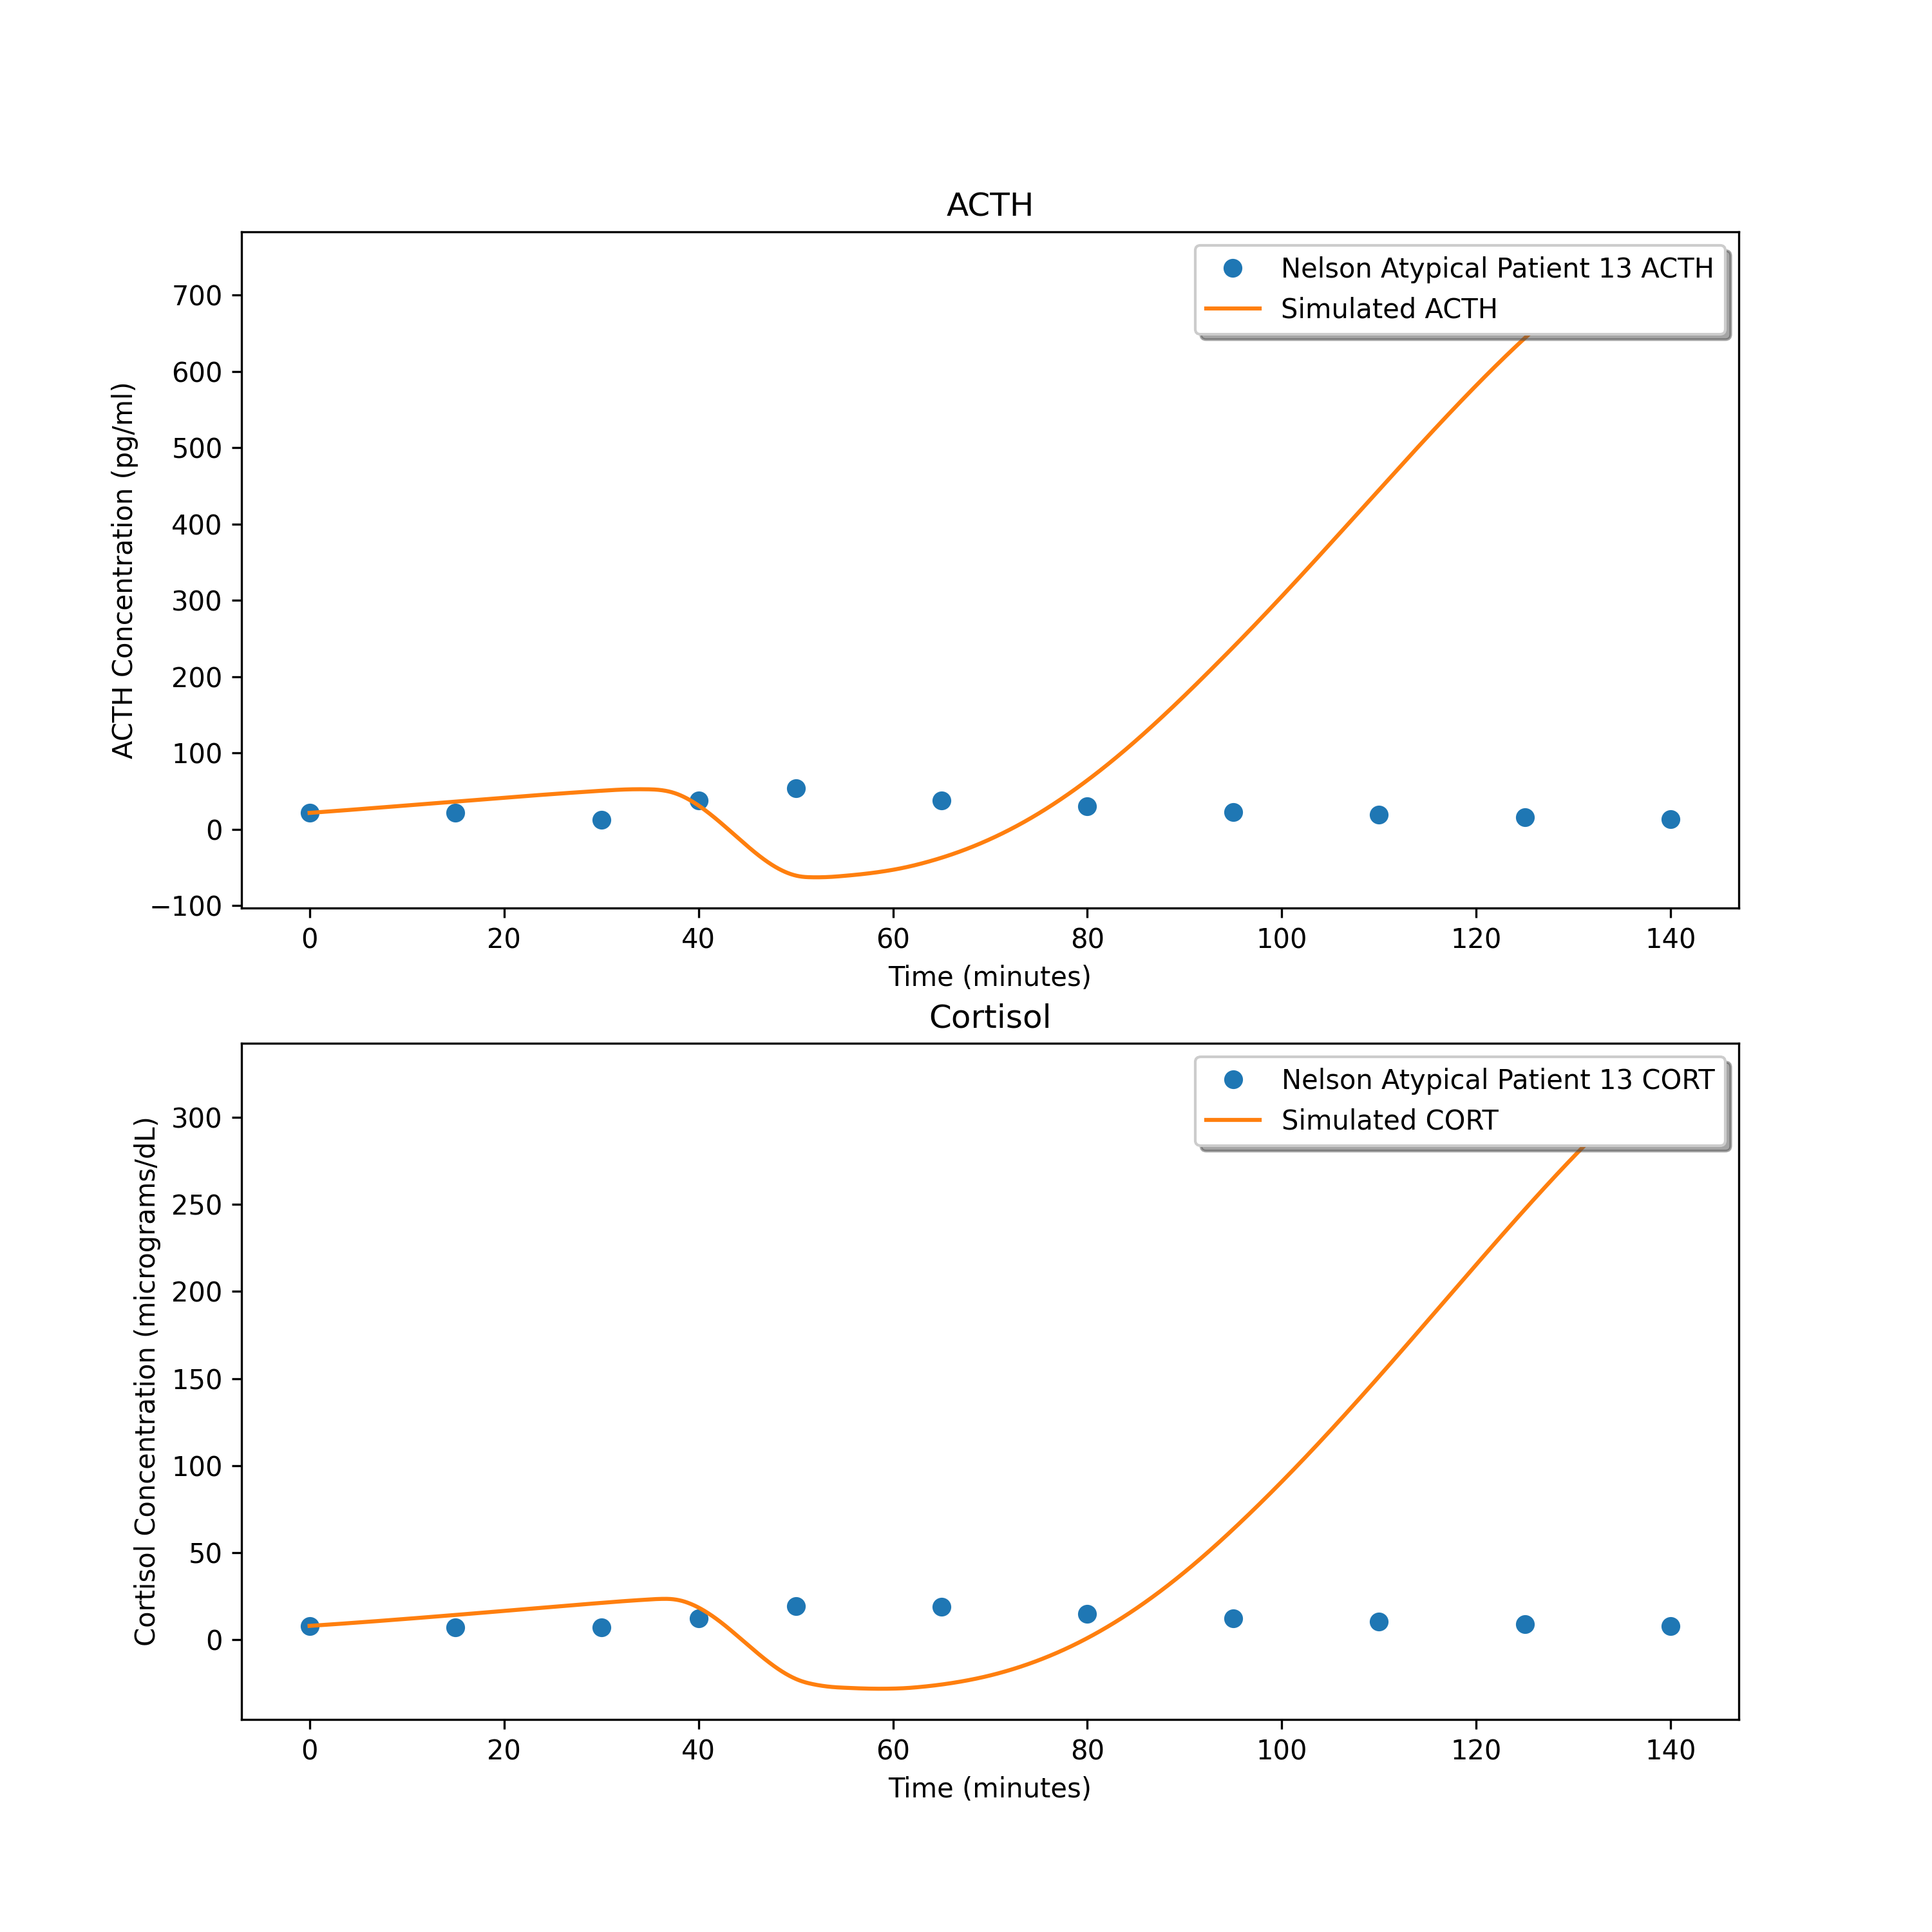 ACTH
Nelson Atypical Patient 13 ACTH
Simulated ACTH
ACTH Concentration (pg/ml)
700
600
500
400
300
200
100
0
−100
0 20 40 60 80 100 120 140
Time (minutes)
Cortisol
Nelson Atypical Patient 13 CORT
Simulated CORT
Cortisol Concentration (micrograms/dL)
300
250
200
150
100
50
0
0 20 40 60 80 100 120 140
Time (minutes)